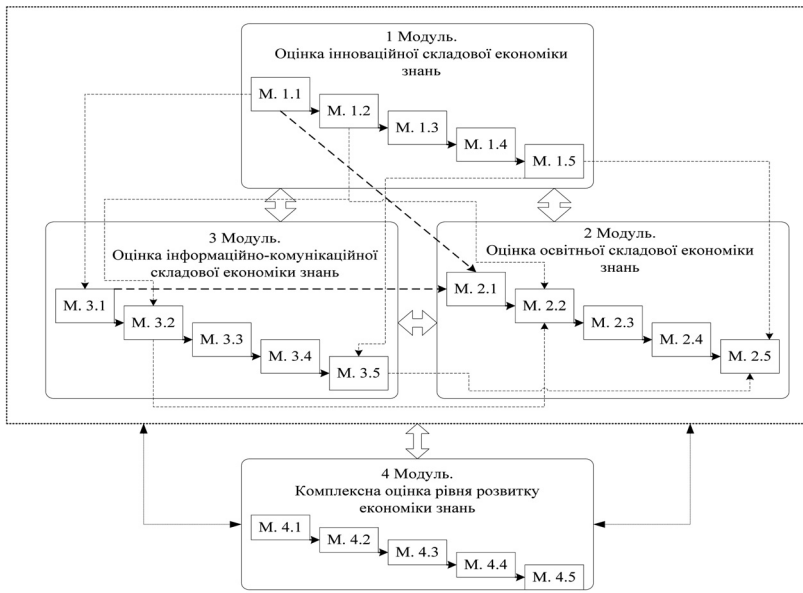 1 Модуль.
Оцінка інноваційної складової економіки
знань
М. 1.1
М. 1.2
М. 1.3
М. 1.4
М. 1.5
3 Модуль.
Оцінка інформаційно-комунікаційної
складової економіки знань
М. 3.1
М. 3.2
М. 3.3
М. 3.4
М. 3.5
2 Модуль.
Оцінка освітньої складової економіки
знань
М. 2.1
М. 2.2
М. 2.3
М. 2.4
М. 2.5
4 Модуль.
Комплексна оцінка рівня розвитку
економіки знань
М. 4.1
М. 4.2
М. 4.3
М. 4.4
М. 4.5